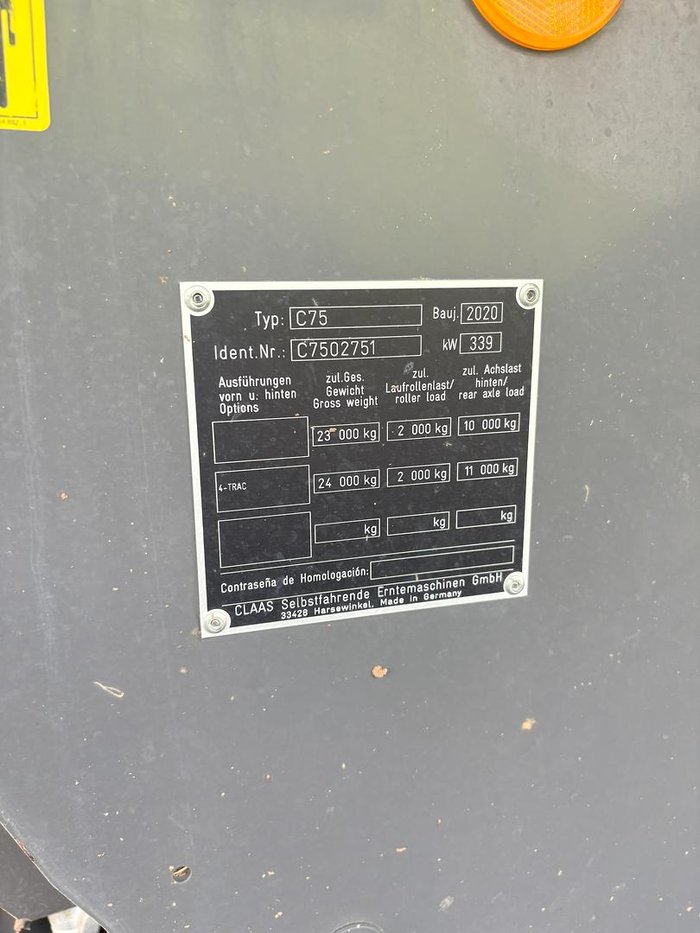 Typ: C75 Bauj. 2020
Ident.Nr.: C7502751 kW 339
Ausführungen
vorn u. hinten
Options
zul.Ges.
Gewicht
Gross weight
zul.
Laufrollenlast/
roller load
zul. Achslast
hinten/
rear axle load
23 000 kg 2 000 kg 10 000 kg
4-TRAC 24 000 kg 2 000 kg 11 000 kg
kg kg kg
Contraseña de Homologación:
CLAAS Selbstfahrende Erntemaschinen GmbH
33428 Harsewinkel. Made in Germany